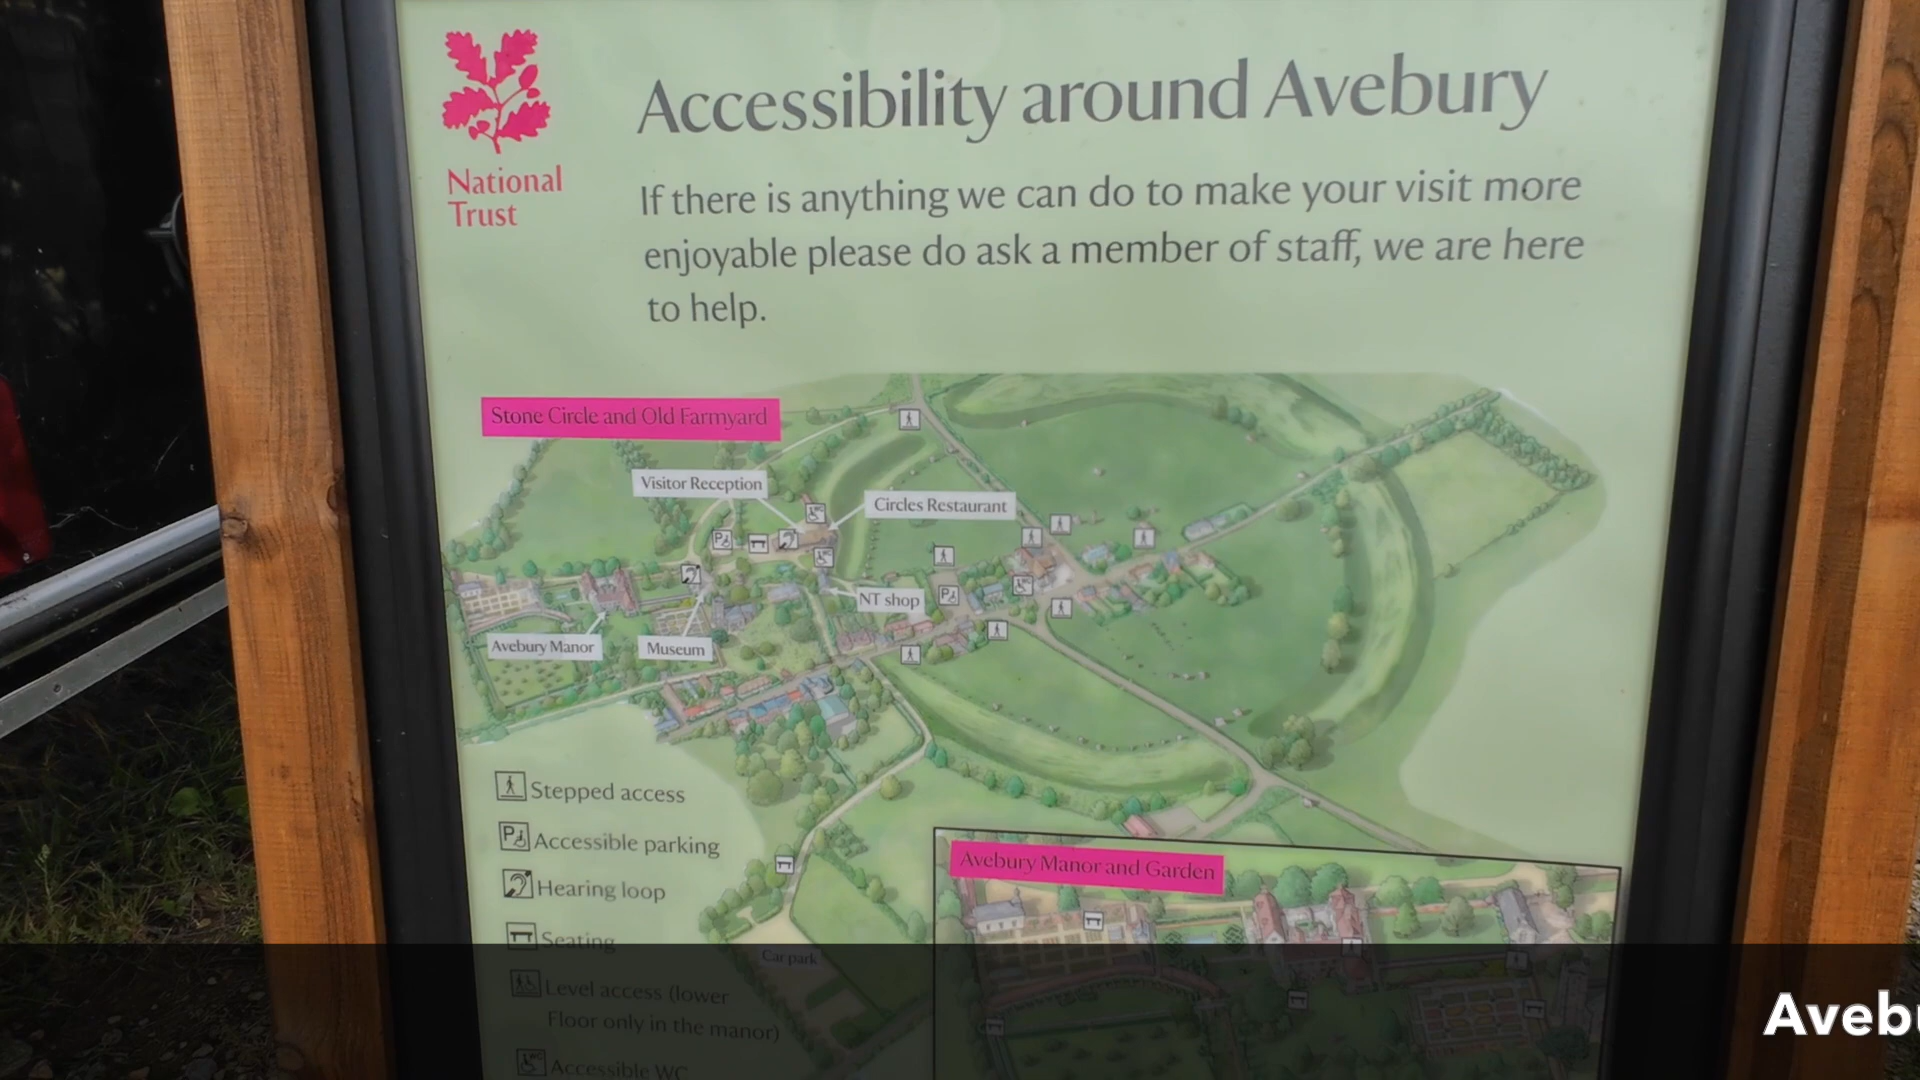 National
Trust
Accessibility around Avebury
If there is anything we can do to make your visit more
enjoyable please do ask a member of staff, we are here
to help.
Stone Circle and Old Farmyard
Visitor Reception
Circles Restaurant
NT shop
Avebury Manor
Museum
Stepped access
Accessible parking
Hearing loop
Seating
Level access (lower
Floor only in the manor)
Accessible WC
Car park
Avebury Manor and Garden
Aveb